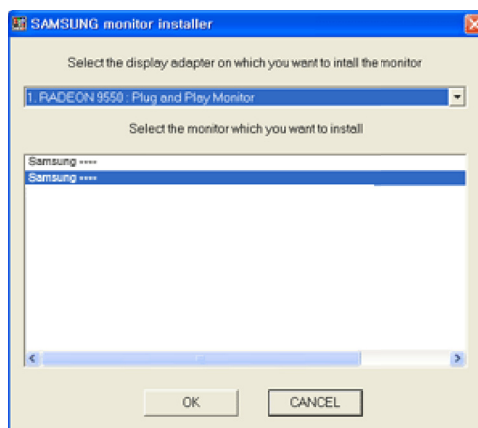 SAMSUNG monitor installer
Select the display adapter on which you want to intall the monitor
1. RADEON 9550 : Plug and Play Monitor
Select the monitor which you want to install
Samsung ----
Samsung ----
OK
CANCEL